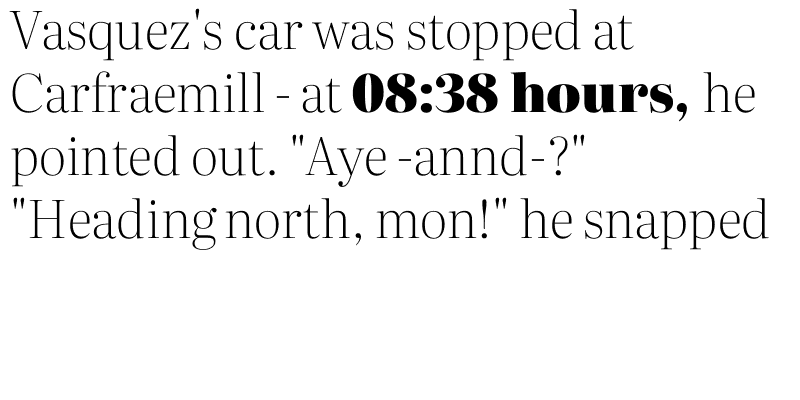 Vasquez's car was stopped at
Carfraemill - at 08:38 hours, he
pointed out. "Aye -annd-?"
"Heading north, mon!" he snapped